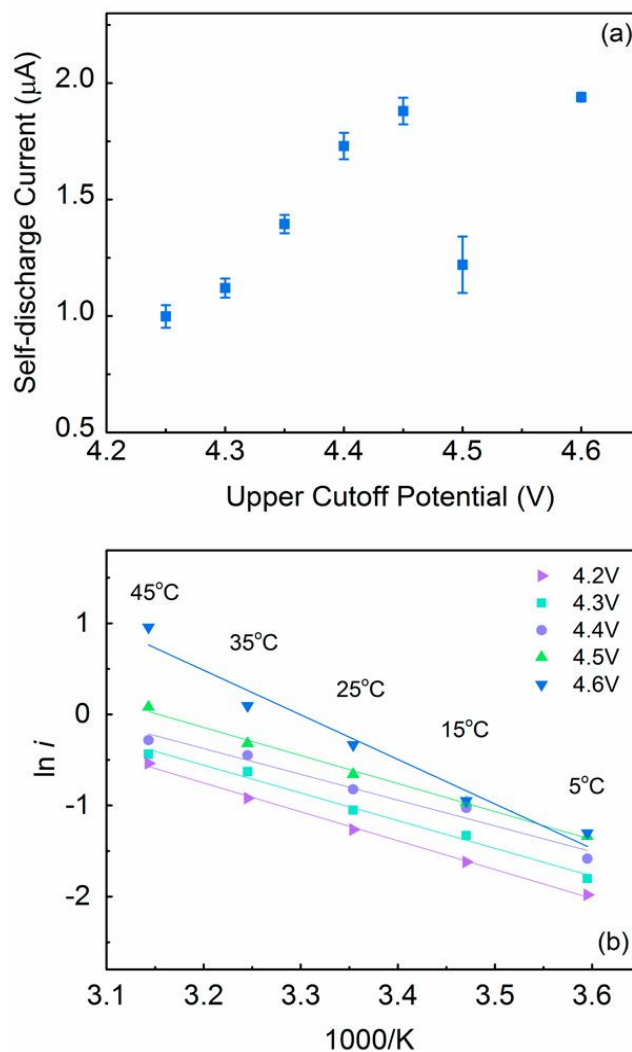 (a)
2.0
1.5
1.0
0.5
Self-discharge Current (μA)
4.2 4.3 4.4 4.5 4.6
Upper Cutoff Potential (V)
45°C
35°C
25°C
15°C
5°C
4.2V
4.3V
4.4V
4.5V
4.6V
1
0
-1
-2
ln i
(b)
3.1 3.2 3.3 3.4 3.5 3.6
1000/K